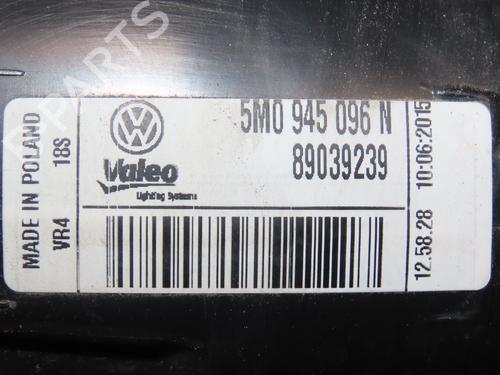 MADE IN POLAND
VR4
18S
VW
Valeo
Lighting Systems
5M0 945 096 N
89039239
12.58.28
10:06:2015
PARTS